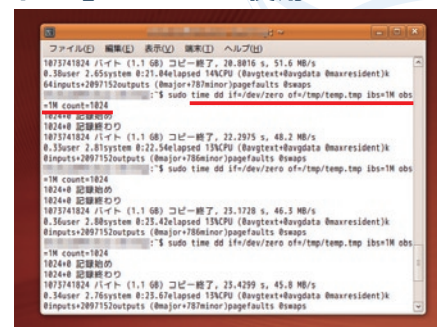 ファイル(F) 編集(E) 表示(V) 端末(T) ヘルプ(H)
1073741824 バイト (1.1 GB) コピー終了, 20.8016 s, 51.6 MB/s
0.38user 2.65system 0:21.04elapsed 14%CPU (0avgtext+0avgdata 0maxresident)k
64inputs+2097152outputs (0major+787minor)pagefaults 0swaps
:~$ sudo time dd if=/dev/zero of=/tmp/temp.tmp ibs=1M obs
=1M count=1024
1024+0 記録始め
1024+0 記録終わり
1073741824 バイト (1.1 GB) コピー終了, 22.2975 s, 48.2 MB/s
0.33user 2.81system 0:22.54elapsed 13%CPU (0avgtext+0avgdata 0maxresident)k
0inputs+2097152outputs (0major+786minor)pagefaults 0swaps
:~$ sudo time dd if=/dev/zero of=/tmp/temp.tmp ibs=1M obs
=1M count=1024
1024+0 記録始め
1024+0 記録終わり
1073741824 バイト (1.1 GB) コピー終了, 23.1728 s, 46.3 MB/s
0.36user 2.80system 0:23.42elapsed 13%CPU (0avgtext+0avgdata 0maxresident)k
0inputs+2097152outputs (0major+786minor)pagefaults 0swaps
:~$ sudo time dd if=/dev/zero of=/tmp/temp.tmp ibs=1M obs
=1M count=1024
1024+0 記録始め
1024+0 記録終わり
1073741824 バイト (1.1 GB) コピー終了, 23.4299 s, 45.8 MB/s
0.34user 2.76system 0:23.67elapsed 13%CPU (0avgtext+0avgdata 0maxresident)k
0inputs+2097152outputs (0major+787minor)pagefaults 0swaps